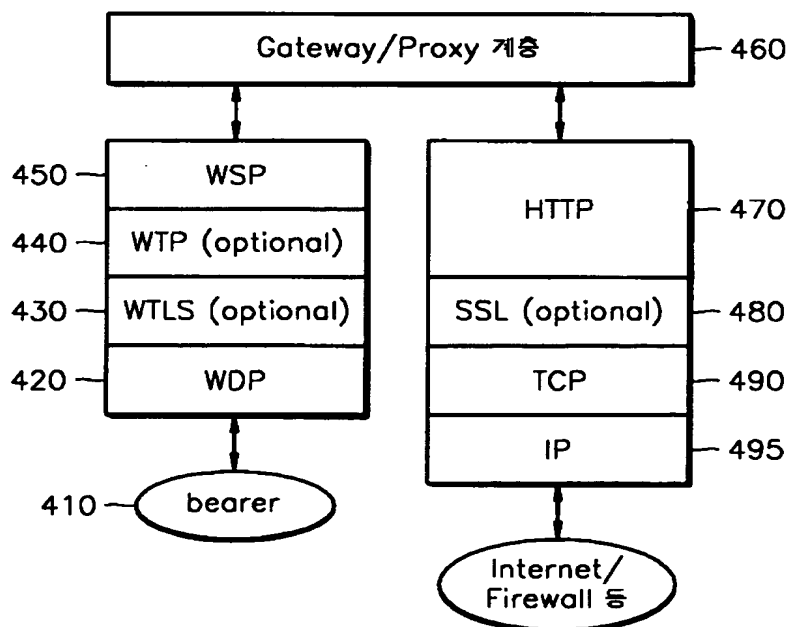 Gateway/Proxy 계층
460
450
WSP
440
WTP (optional)
430
WTLS (optional)
420
WDP
410
bearer
HTTP
470
SSL (optional)
480
TCP
490
IP
495
Internet/
Firewall 등